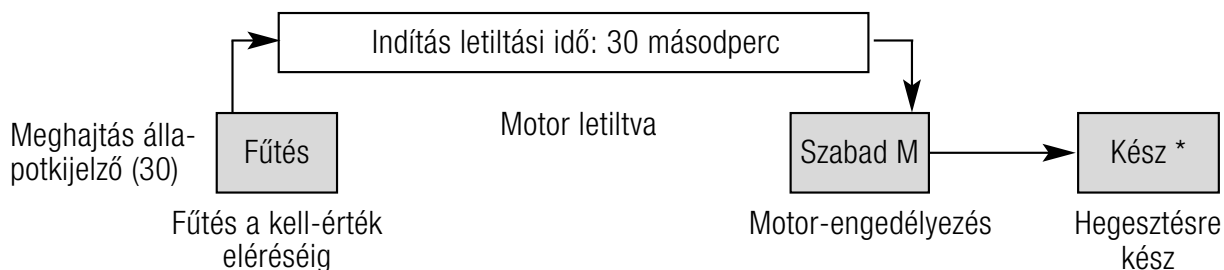 Indítás letiltási idő: 30 másodperc
Motor letiltva
Meghajtás álla-
potkijelző (30)
Fűtés
Szabad M
Kész *
Fűtés a kell-érték
eléréséig
Motor-engedélyezés
Hegesztésre
kész